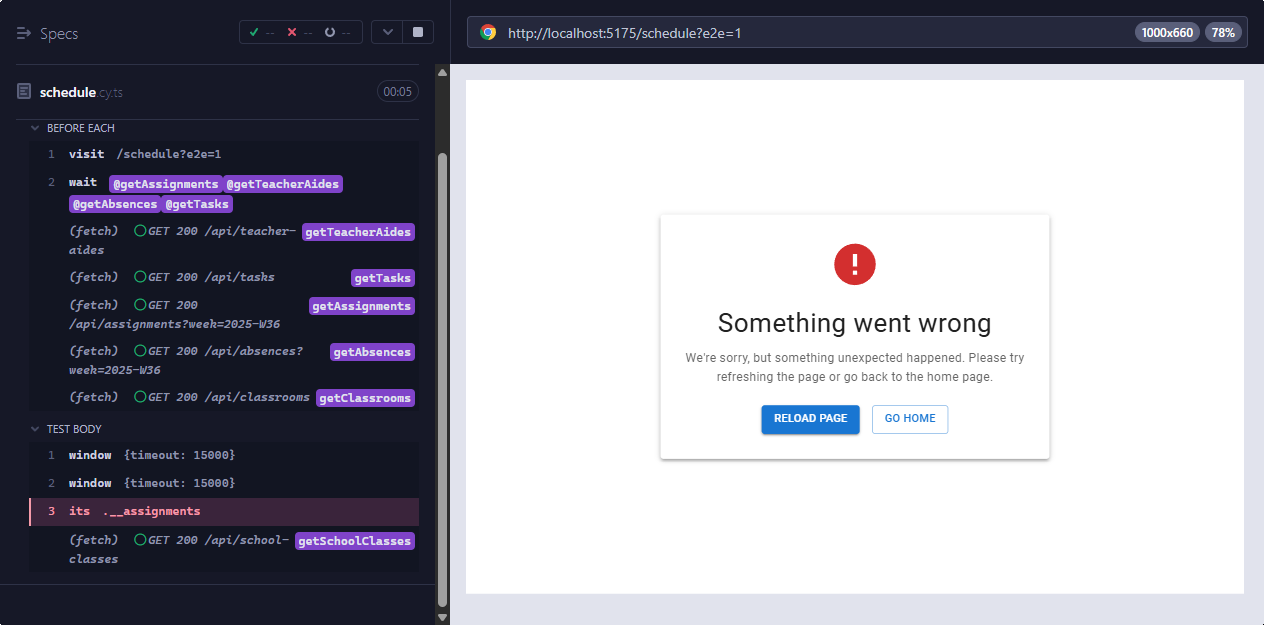 Specs
-- -- --
http://localhost:5175/schedule?e2e=1
1000x660
78%
schedule.cy.ts
00:05
BEFORE EACH
1 visit /schedule?e2e=1
2 wait @getAssignments @getTeacherAides
@getAbsences @getTasks
(fetch) GET 200 /api/teacher- getTeacherAides
aides
(fetch) GET 200 /api/tasks getTasks
(fetch) GET 200 getAssignments
/api/assignments?week=2025-W36
(fetch) GET 200 /api/absences? getAbsences
week=2025-W36
(fetch) GET 200 /api/classrooms getClassrooms
TEST BODY
1 window {timeout: 15000}
2 window {timeout: 15000}
3 its .__assignments
(fetch) GET 200 /api/school- getSchoolClasses
classes
Something went wrong
We're sorry, but something unexpected happened. Please try
refreshing the page or go back to the home page.
RELOAD PAGE
GO HOME